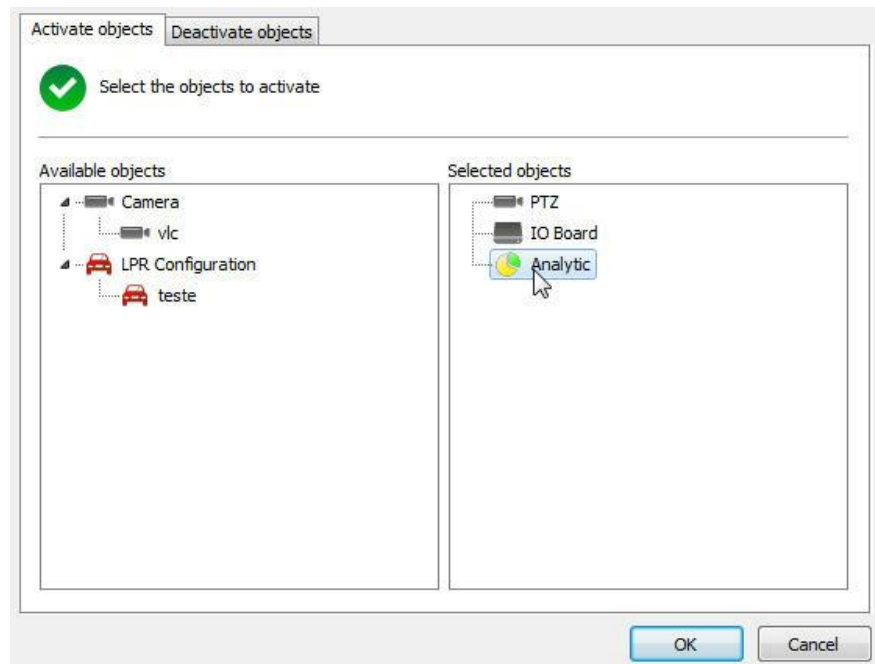 Activate objects
Deactivate objects
Select the objects to activate
Available objects
Camera
vlc
LPR Configuration
teste
Selected objects
PTZ
IO Board
Analytic
OK
Cancel